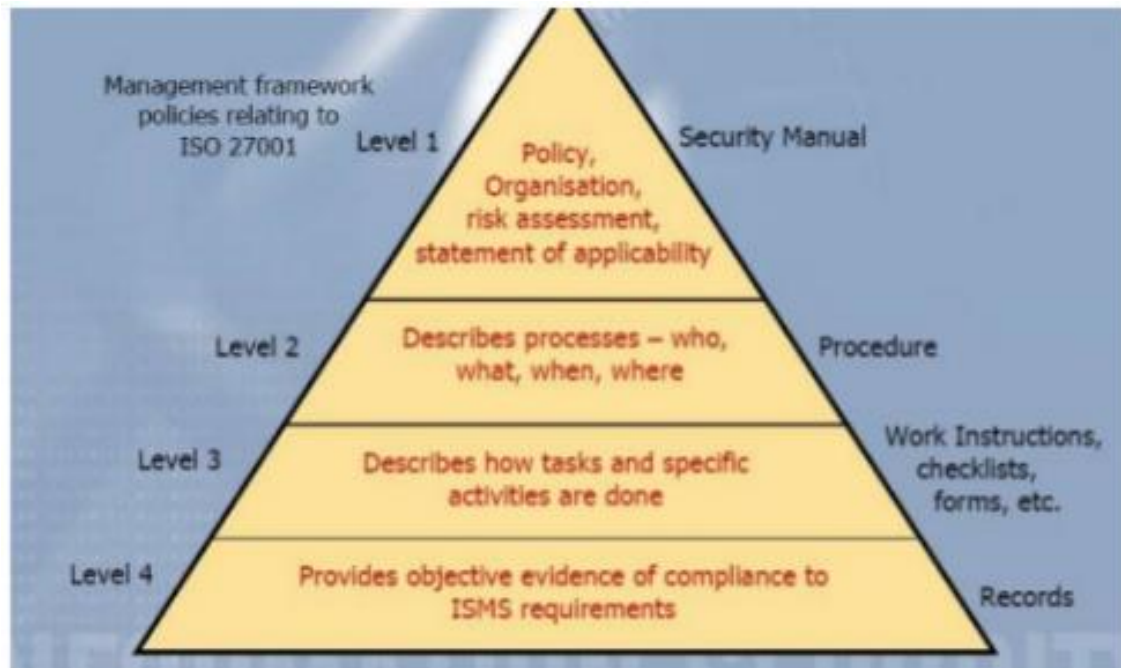 Management framework
policies relating to
ISO 27001
Level 1
Policy,
Organisation,
risk assessment,
statement of applicability
Security Manual
Level 2
Describes processes – who,
what, when, where
Procedure
Level 3
Describes how tasks and specific
activities are done
Work Instructions,
checklists,
forms, etc.
Level 4
Provides objective evidence of compliance to
ISMS requirements
Records